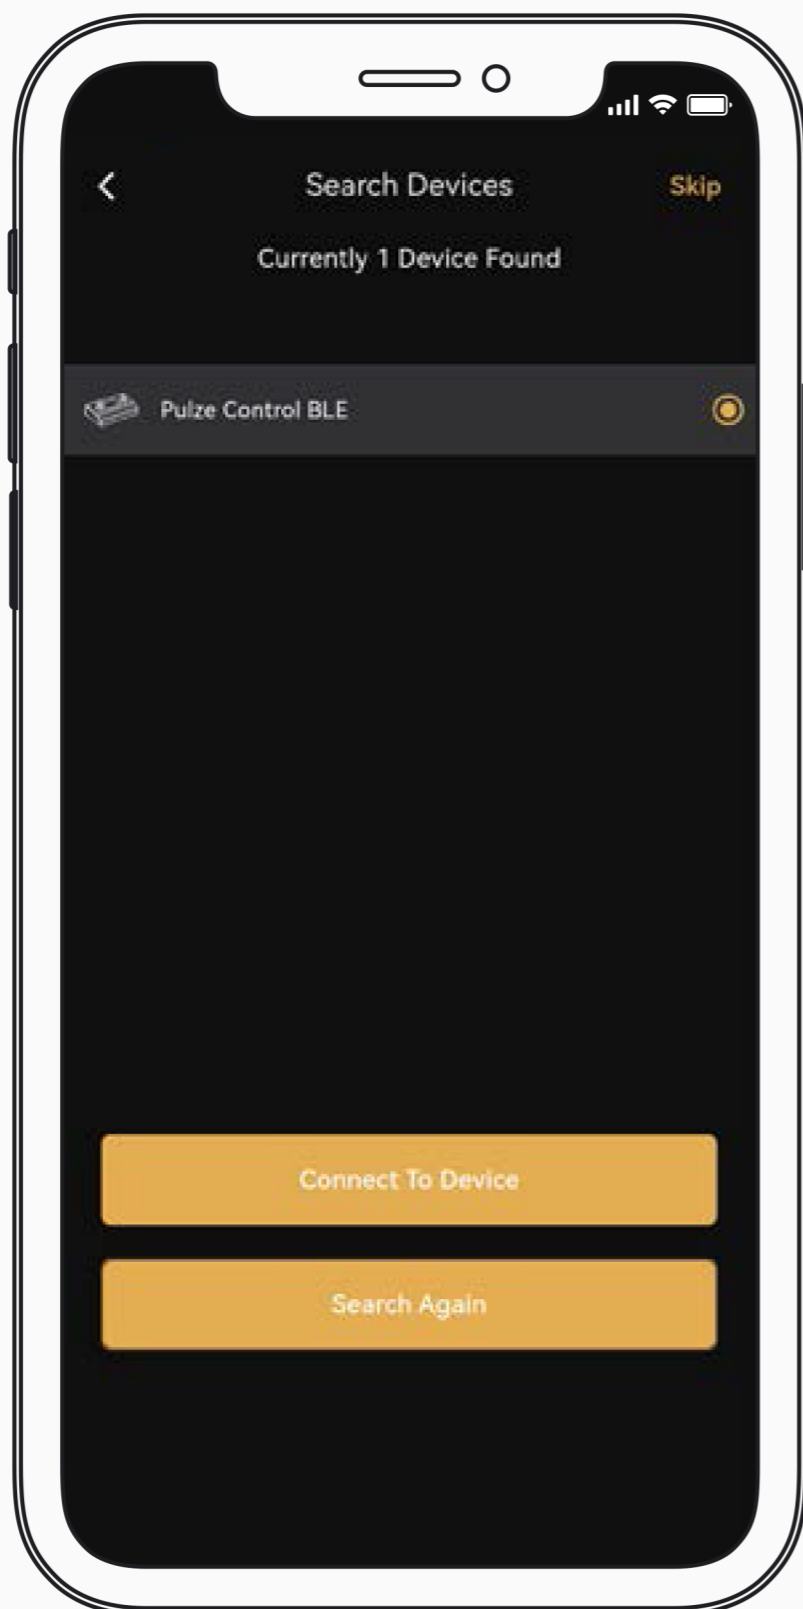 Search Devices
Skip
Currently 1 Device Found
Pulze Control BLE
Connect To Device
Search Again